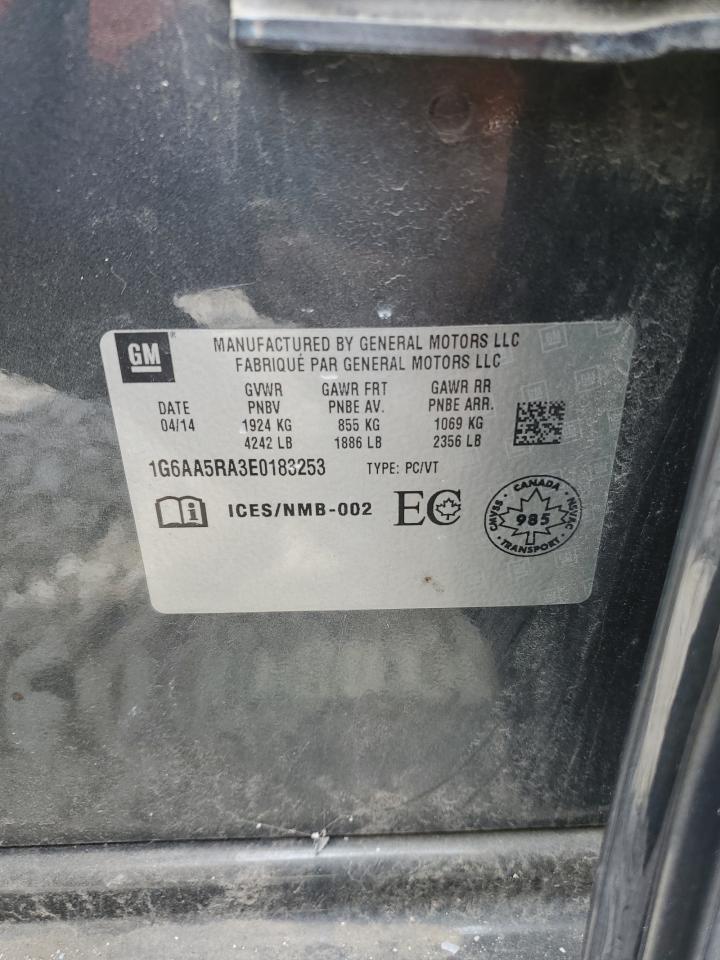 GM
MANUFACTURED BY GENERAL MOTORS LLC
FABRIQUÉ PAR GENERAL MOTORS LLC
DATE
04/14
GVWR
PNBV
1924 KG
4242 LB
GAWR FRT
PNBE AV.
855 KG
1886 LB
GAWR RR
PNBE ARR.
1069 KG
2356 LB
1G6AA5RA3E0183253 TYPE: PC/VT
ICES/NMB-002 EC
CANADA
CMVSS 985 NSVAC
TRANSPORT